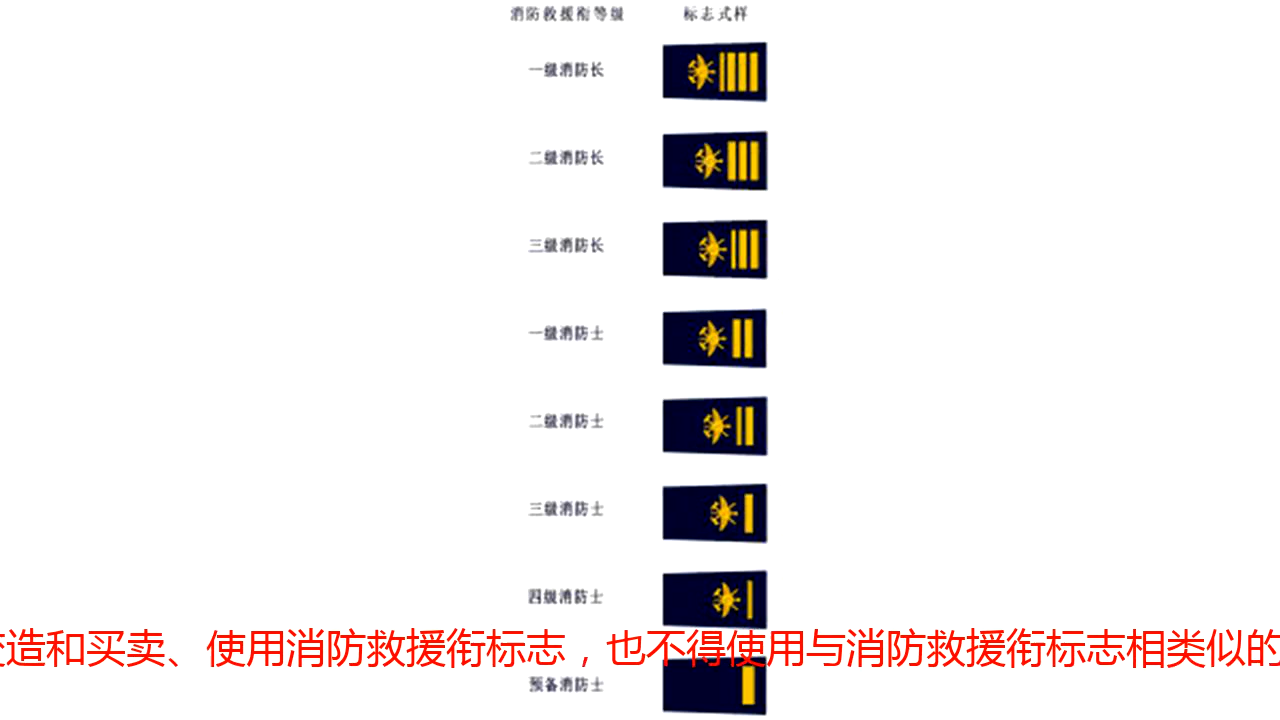 消防救援衔等级 标志式样
一级消防长
二级消防长
三级消防长
一级消防士
二级消防士
三级消防士
四级消防士
造和买卖、使用消防救援衔标志，也不得使用与消防救援衔标志相类似的
预备消防士